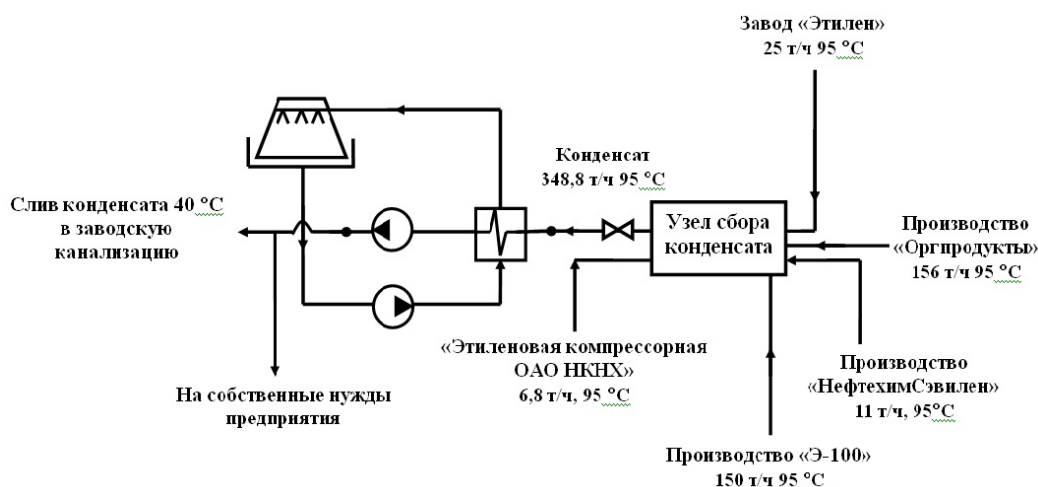 Завод «Этилен»
25 т/ч 95 °С
Конденсат
348,8 т/ч 95 °С
Слив конденсата 40 °С
в заводскую
канализацию
Узел сбора
конденсата
Производство
«Оргпродукты»
156 т/ч 95 °С
«Этиленовая компрессорная
ОАО НКНХ»
6,8 т/ч, 95 °С
Производство
«НефтехимСэвилен»
11 т/ч, 95°С
На собственные нужды
предприятия
Производство «Э-100»
150 т/ч 95 °С